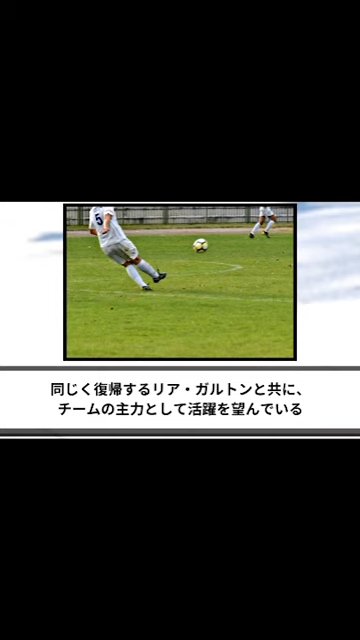 5
同じく復帰するリア・ガルトンと共に、
チームの主力として活躍を望んでいる